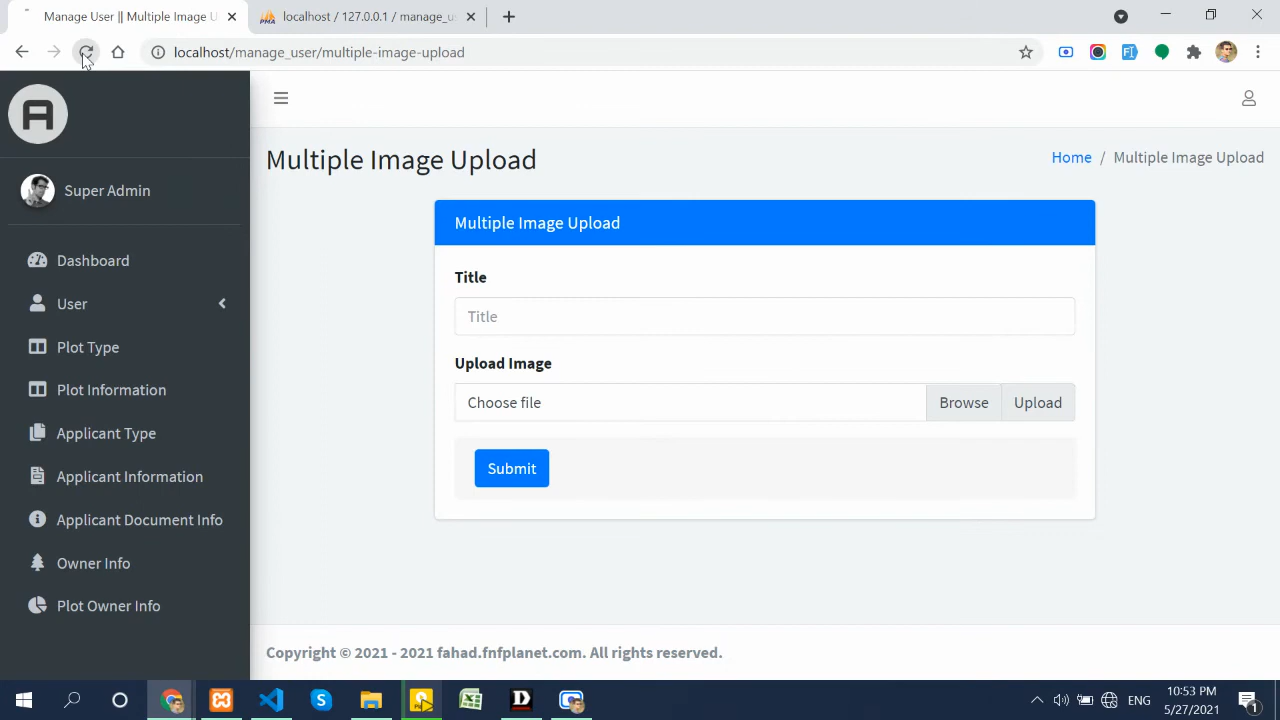 Manage User || Multiple Image U
localhost / 127.0.0.1 / manage_us
localhost/manage_user/multiple-image-upload
Super Admin
Dashboard
User
Plot Type
Plot Information
Applicant Type
Applicant Information
Applicant Document Info
Owner Info
Plot Owner Info
Multiple Image Upload
Home / Multiple Image Upload
Multiple Image Upload
Title
Title
Upload Image
Choose file
Browse
Upload
Submit
Copyright © 2021 - 2021 fahad.fnfplanet.com. All rights reserved.
ENG
10:53 PM
5/27/2021